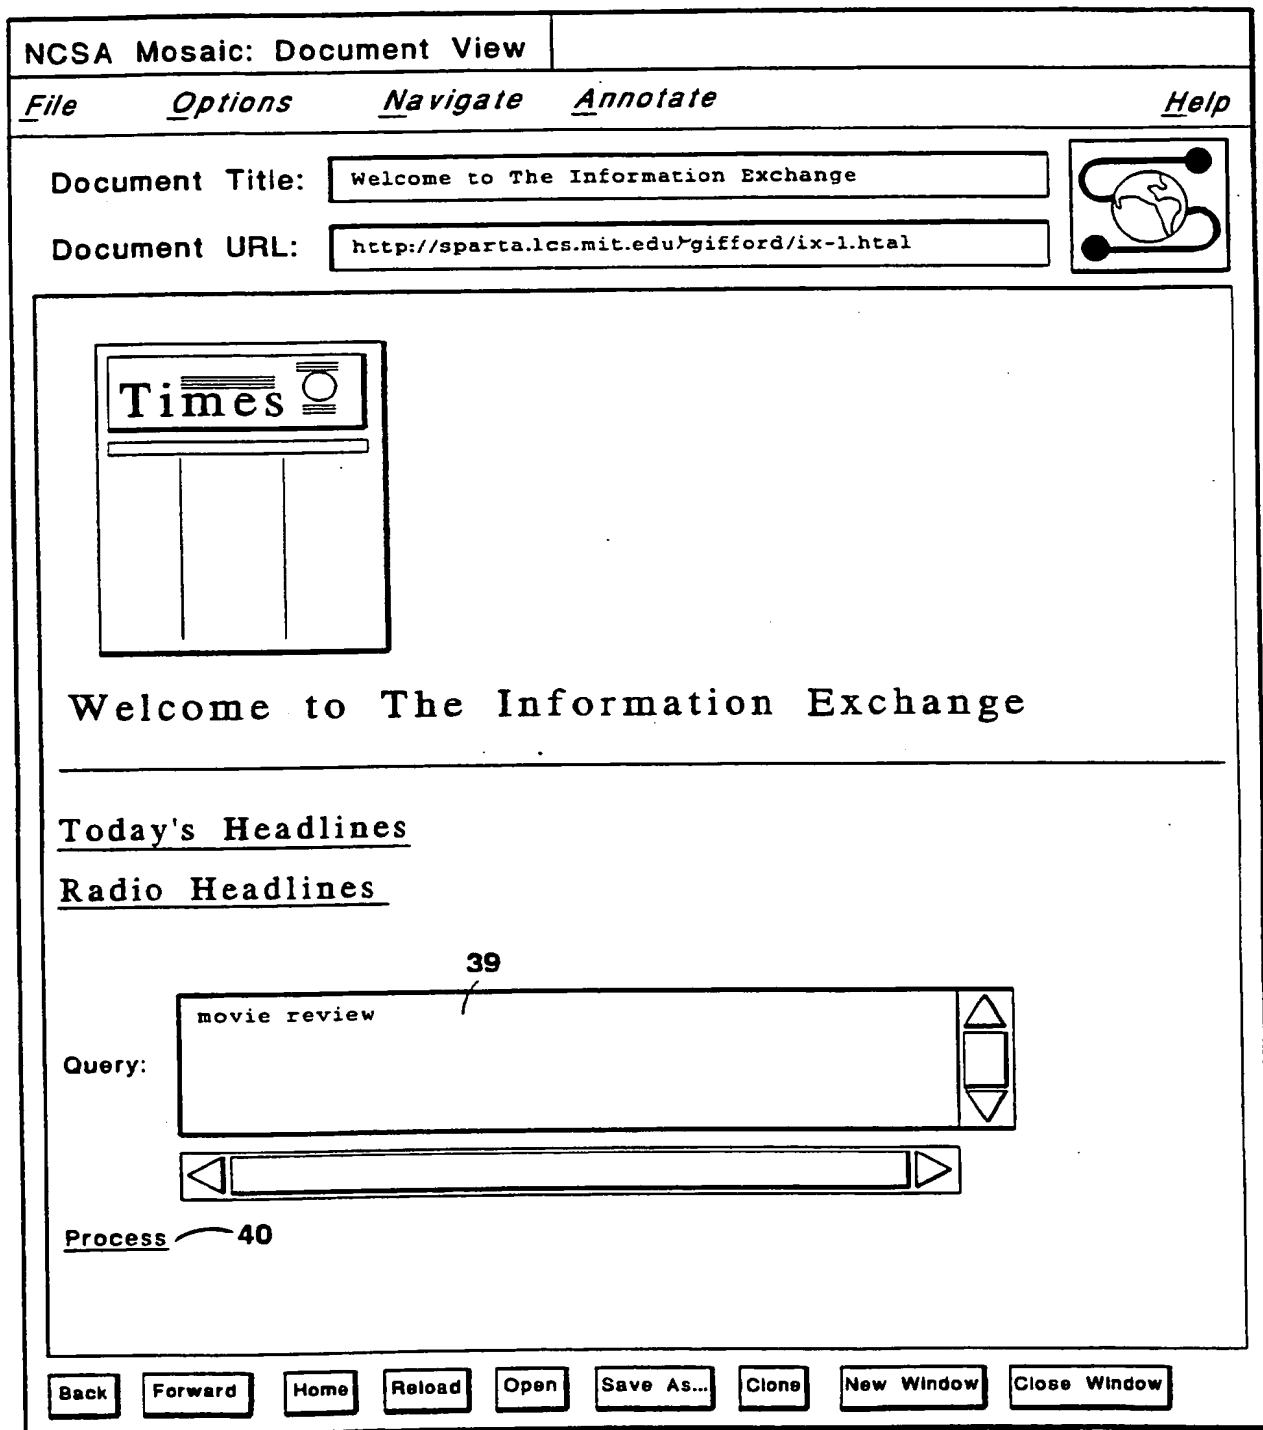 NCSA Mosaic: Document View
File Options Navigate Annotate Help
Document Title: Welcome to The Information Exchange
Document URL: http://sparta.lcs.mit.edu/~gifford/ix-1.htal
Times
Welcome to The Information Exchange
Today's Headlines
Radio Headlines
39
movie review
Query:
Process 40
Back Forward Home Reload Open Save As... Clone New Window Close Window